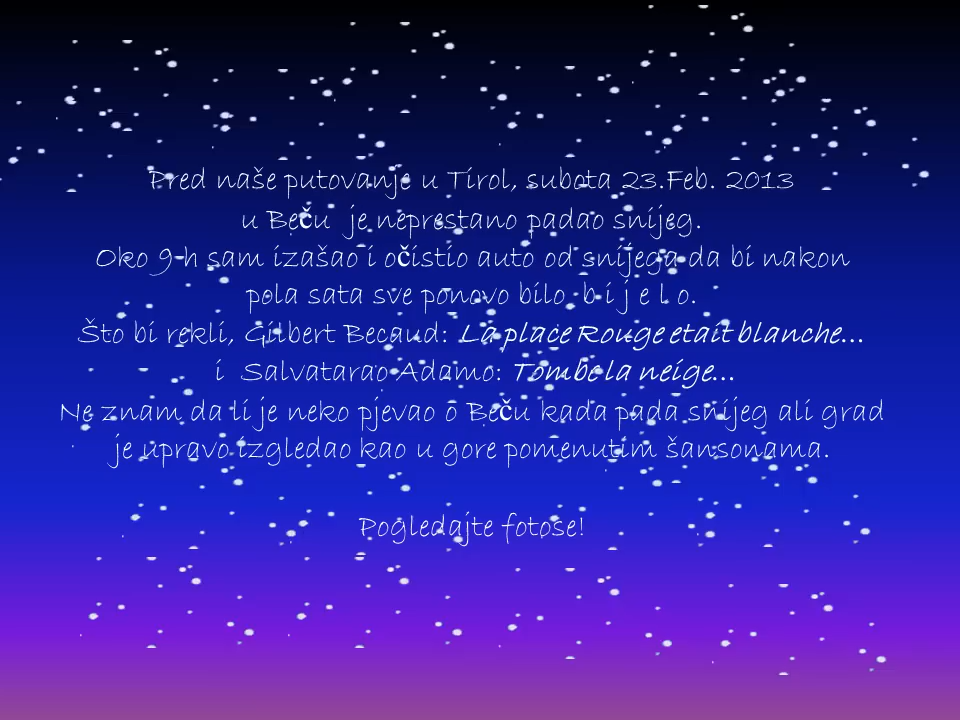 Pred naše putovanje u Tirol, subota 23.Feb. 2013
u Beču je neprestano padao snijeg.
Oko 9 h sam izašao i očistio auto od snijega da bi nakon
pola sata sve ponovo bilo b i j e l o.
Što bi rekli, Gilbert Becaud: La place Rouge etait blanche...
i Salvatarao Adamo: Tombe la neige...
Ne znam da li je neko pjevao o Beču kada pada snijeg ali grad
je upravo izgledao kao u gore pomenutim šansonama.
Pogledajte fotose!